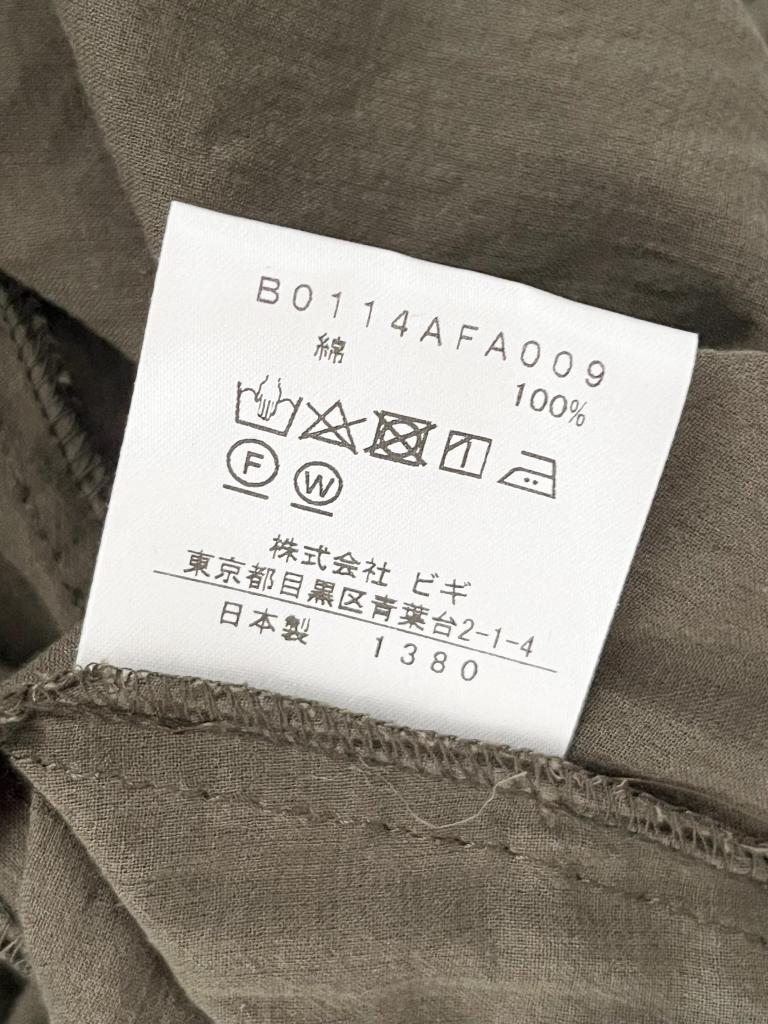 B0114AFA009
綿 100%
F W
株式会社 ビギ
東京都目黒区青葉台2-1-4
日本製 1380